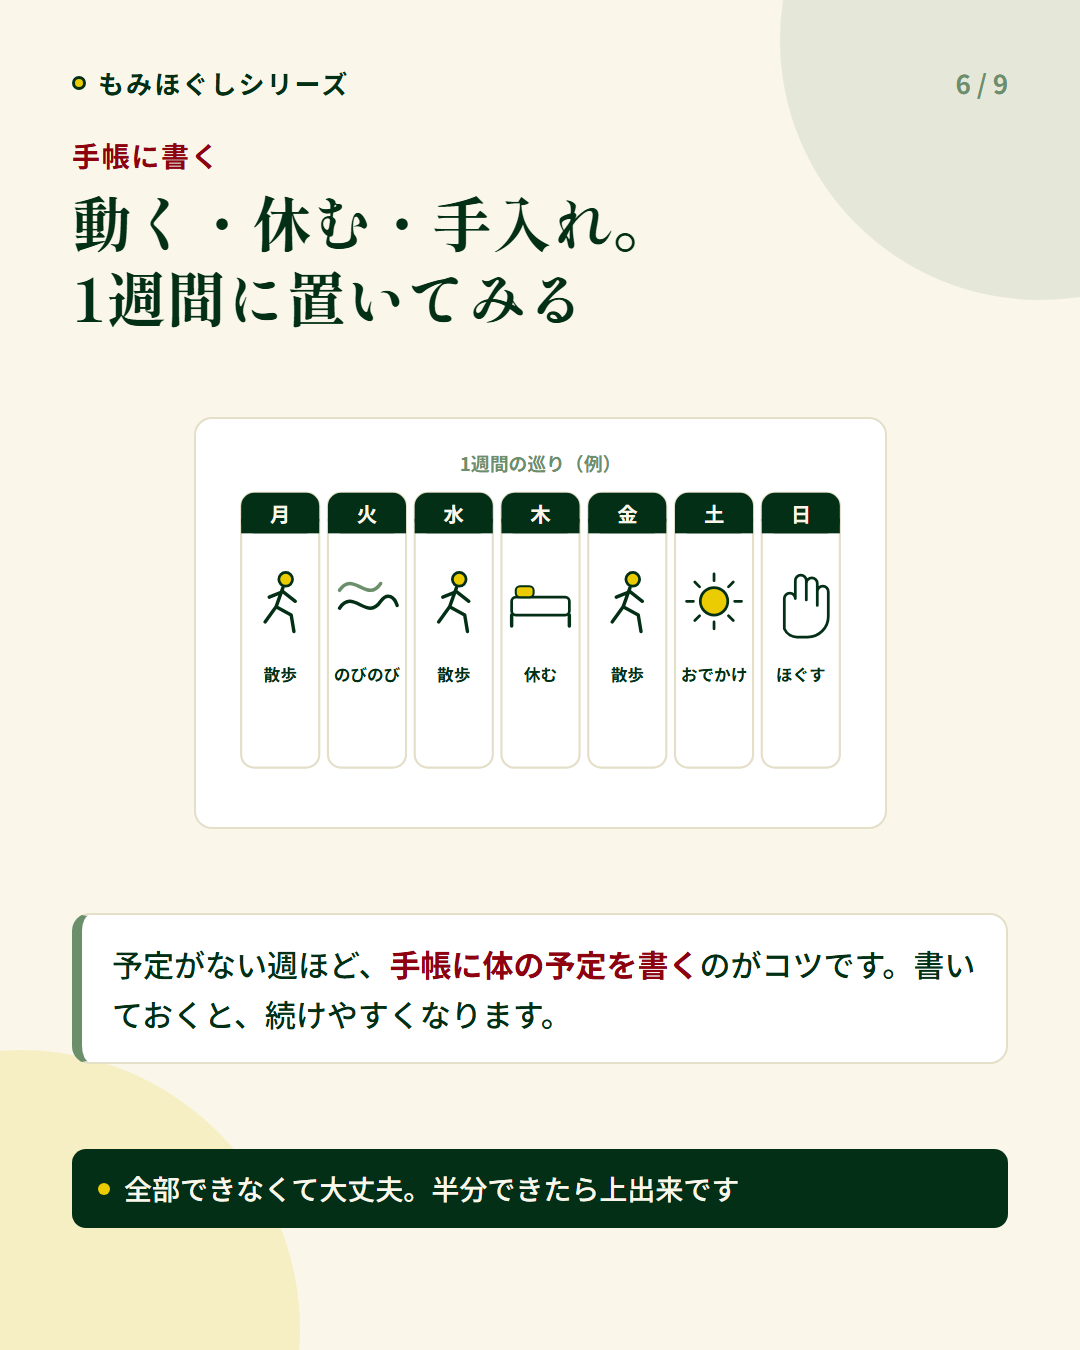 もみほぐしシリーズ
6 / 9
手帳に書く
動く・休む・手入れ。
1週間に置いてみる
1週間の巡り（例）
月 火 水 木 金 土 日
散歩 のびのび 散歩 休む 散歩 おでかけ ほぐす
予定がない週ほど、手帳に体の予定を書くのがコツです。書い
ておくと、続けやすくなります。
全部できなくて大丈夫。半分できたら上出来です